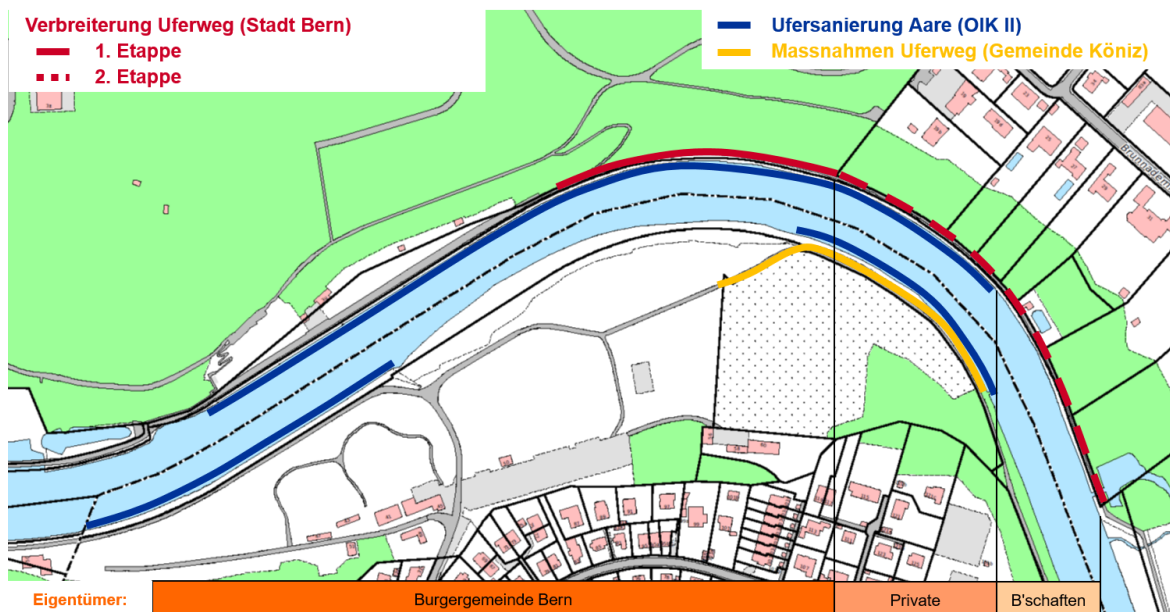 Verbreiterung Uferweg (Stadt Bern)
1. Etappe
2. Etappe
Ufersanierung Aare (OIK II)
Massnahmen Uferweg (Gemeinde Köniz)
Eigentümer:
Burgergemeinde Bern
Private
B'schaften